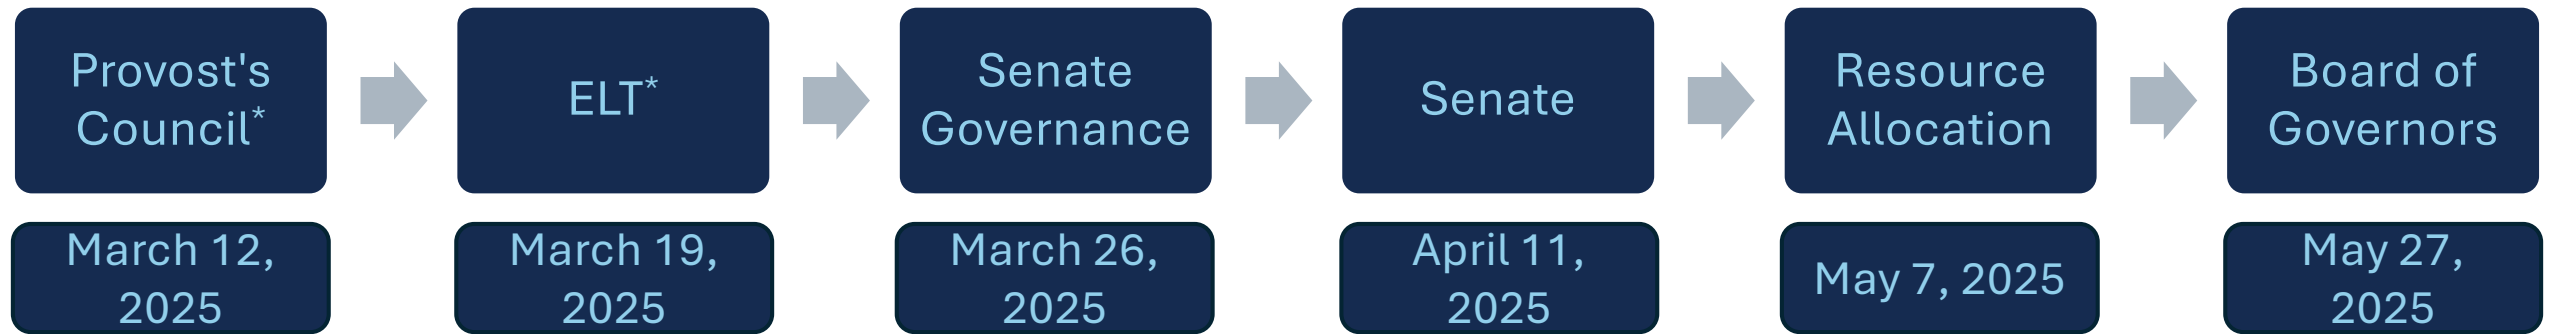 Provost's
Council*
ELT*
Senate
Governance
Senate
Resource
Allocation
Board of
Governors
March 12,
2025
March 19,
2025
March 26,
2025
April 11,
2025
May 7, 2025
May 27,
2025